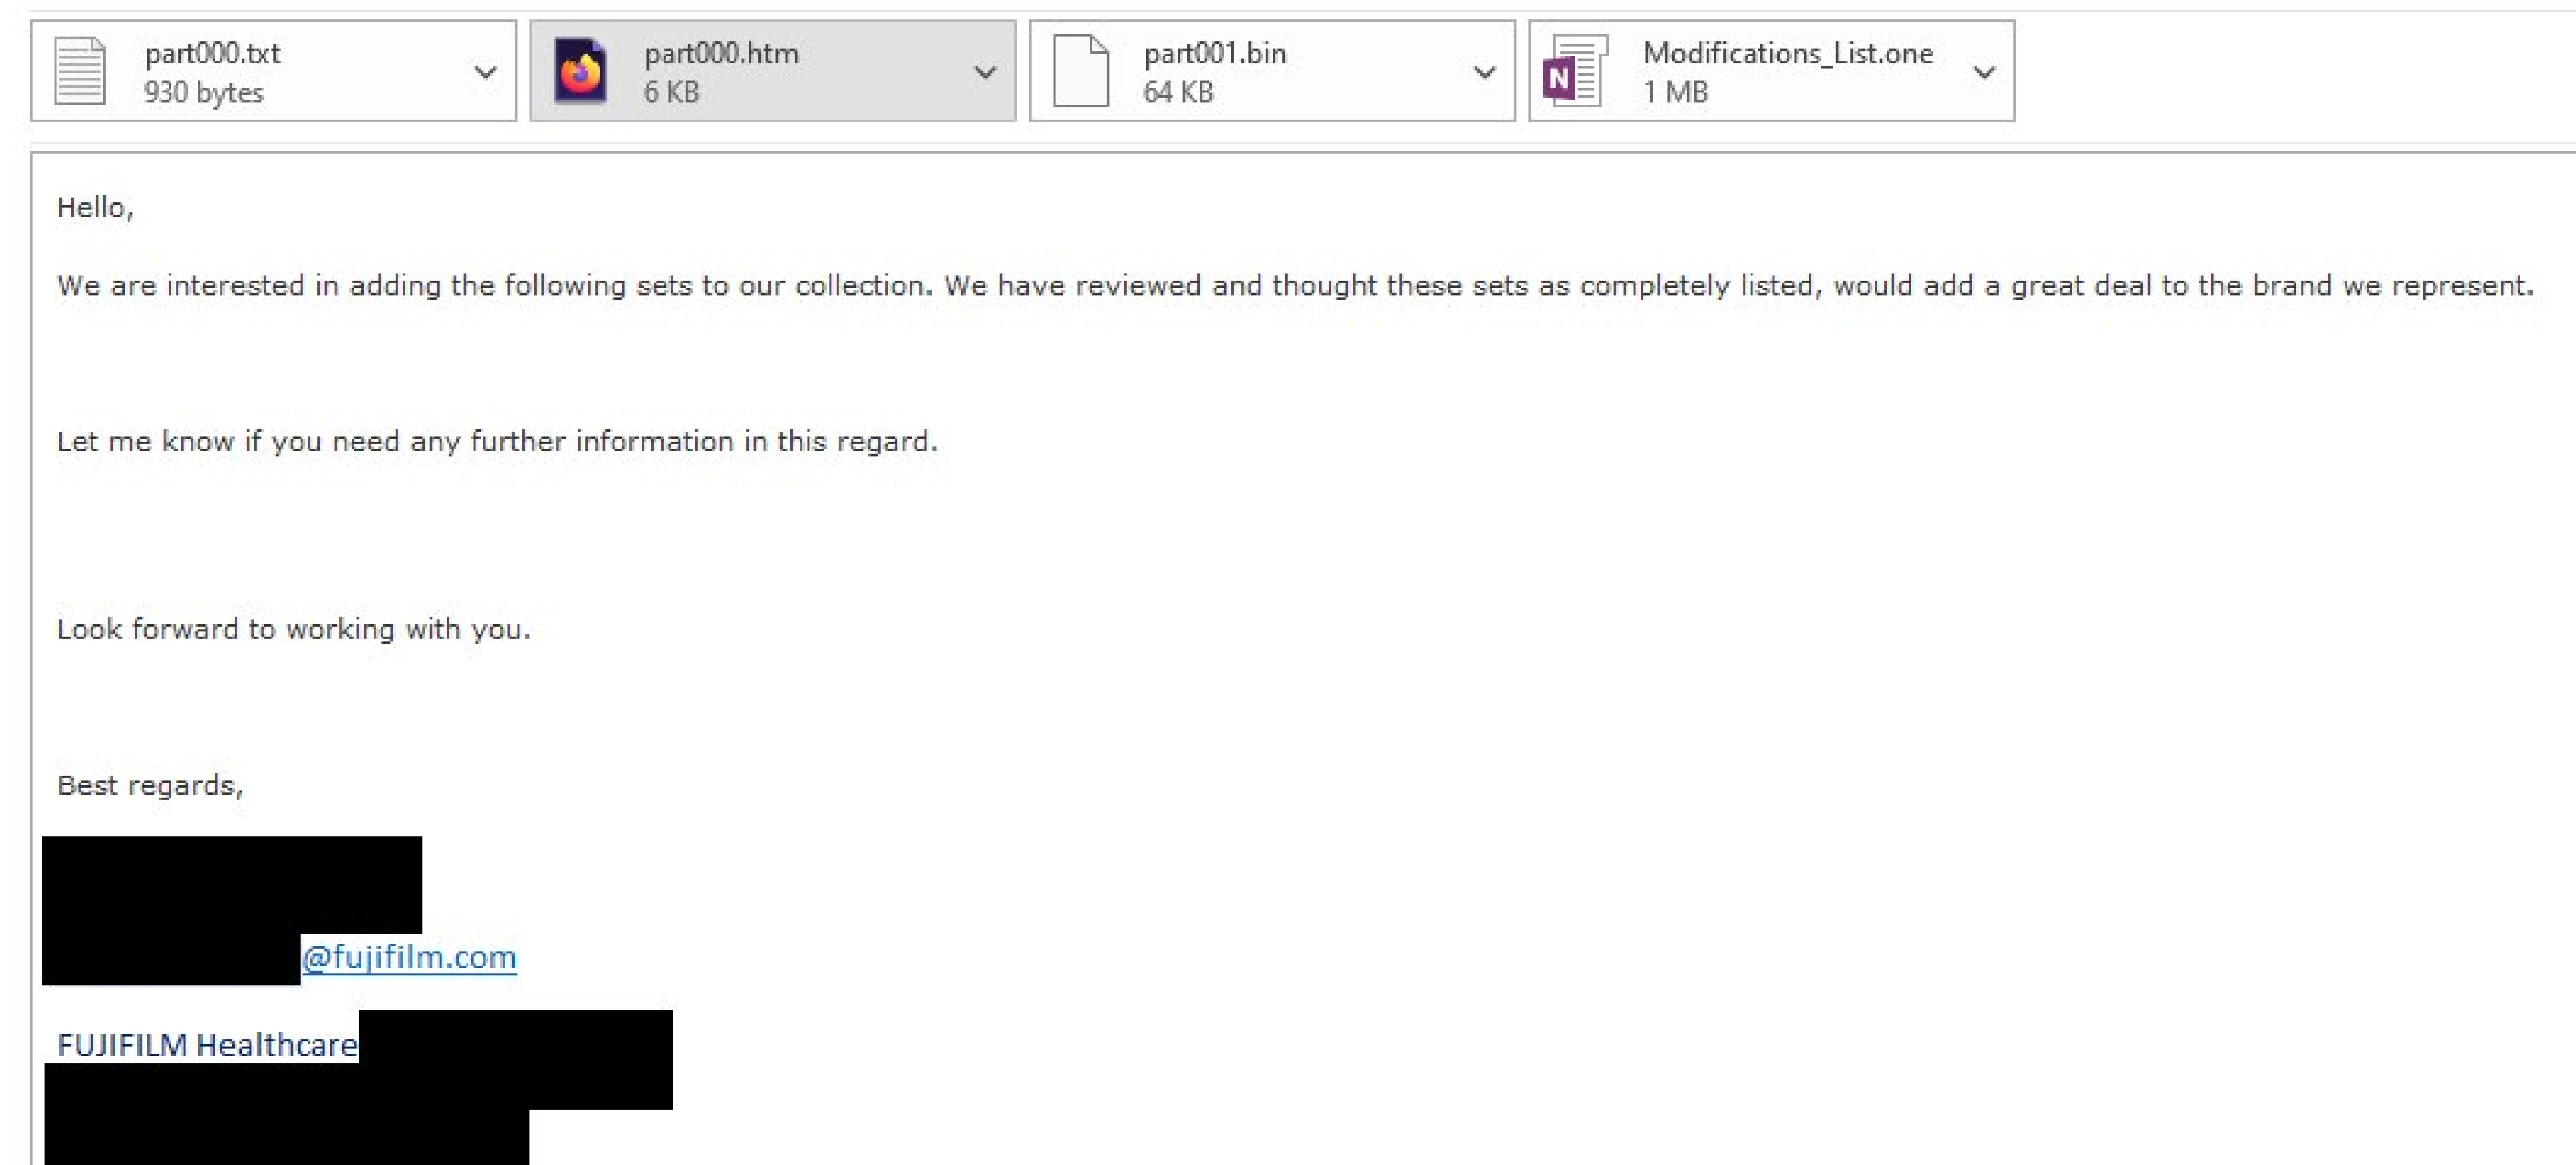 part000.txt
930 bytes
part000.htm
6 KB
part001.bin
64 KB
Modifications_List.one
1 MB
N
Hello,
We are interested in adding the following sets to our collection. We have reviewed and thought these sets as completely listed, would add a great deal to the brand we represent.
Let me know if you need any further information in this regard.
Look forward to working with you.
Best regards,
@fujifilm.com
FUJIFILM Healthcare